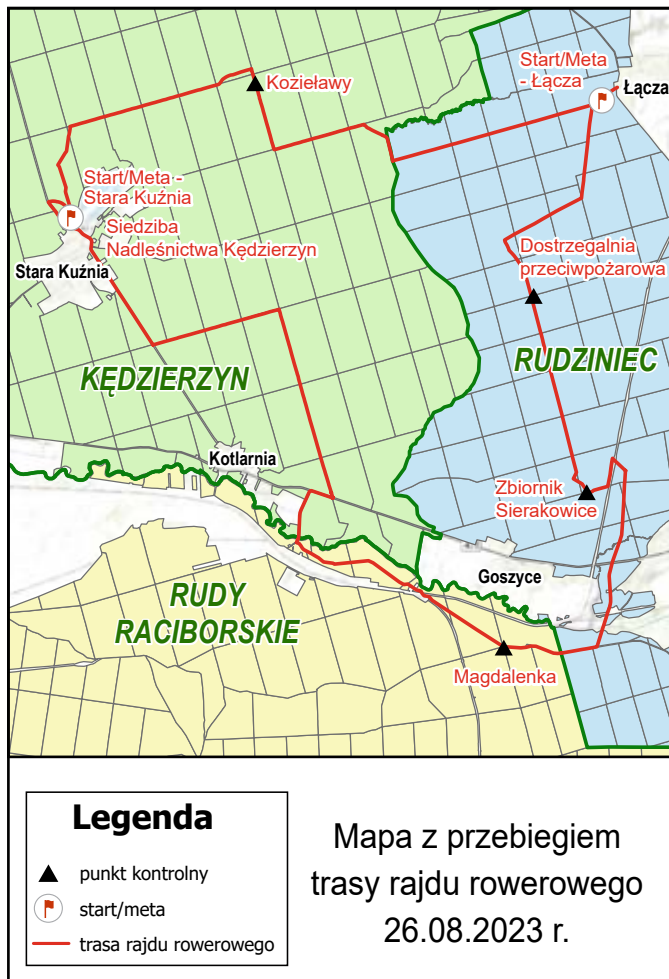 Kozieławy
Start/Meta
- Łącza
Łącza
Start/Meta -
Stara Kuźnia
Siedziba
Nadleśnictwa Kędzierzyn
Stara Kuźnia
Dostrzegalnia
przeciwpożarowa
KĘDZIERZYN
RUDZINIEC
Kotlarnia
Zbiornik
Sierakowice
Goszyce
RUDY
RACIBORSKIE
Magdalenka
Legenda
punkt kontrolny
start/meta
trasa rajdu rowerowego
Mapa z przebiegiem
trasy rajdu rowerowego
26.08.2023 r.